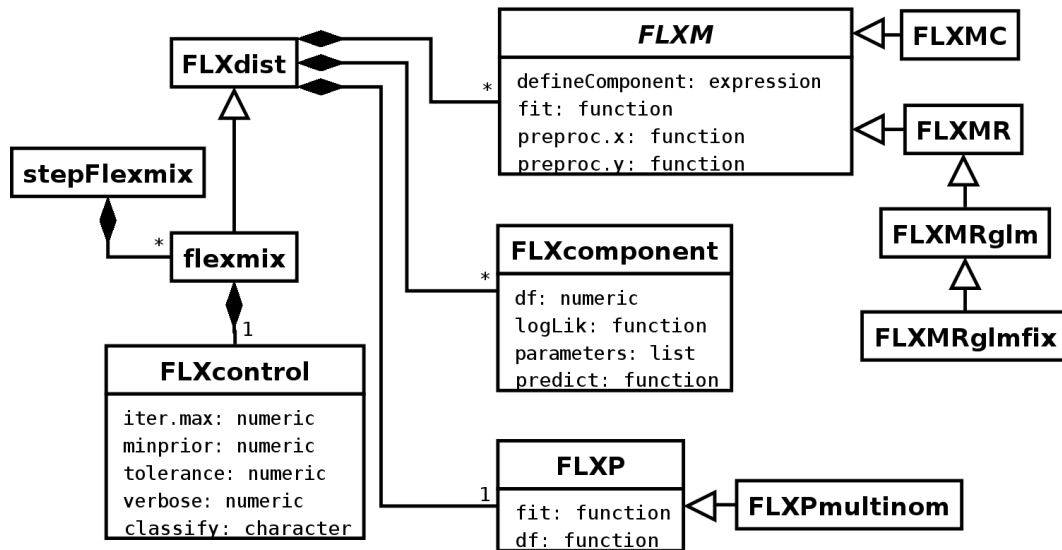 FLXdist
FLXM
defineComponent: expression
fit: function
preproc.x: function
preproc.y: function
*
FLXMC
FLXMR
FLXMRglm
FLXMRglmfix
stepFlexmix
*
flexmix
1
FLXcontrol
iter.max: numeric
minprior: numeric
tolerance: numeric
verbose: numeric
classify: character
FLXcomponent
*
df: numeric
logLik: function
parameters: list
predict: function
FLXP
1
fit: function
df: function
FLXPmultinom